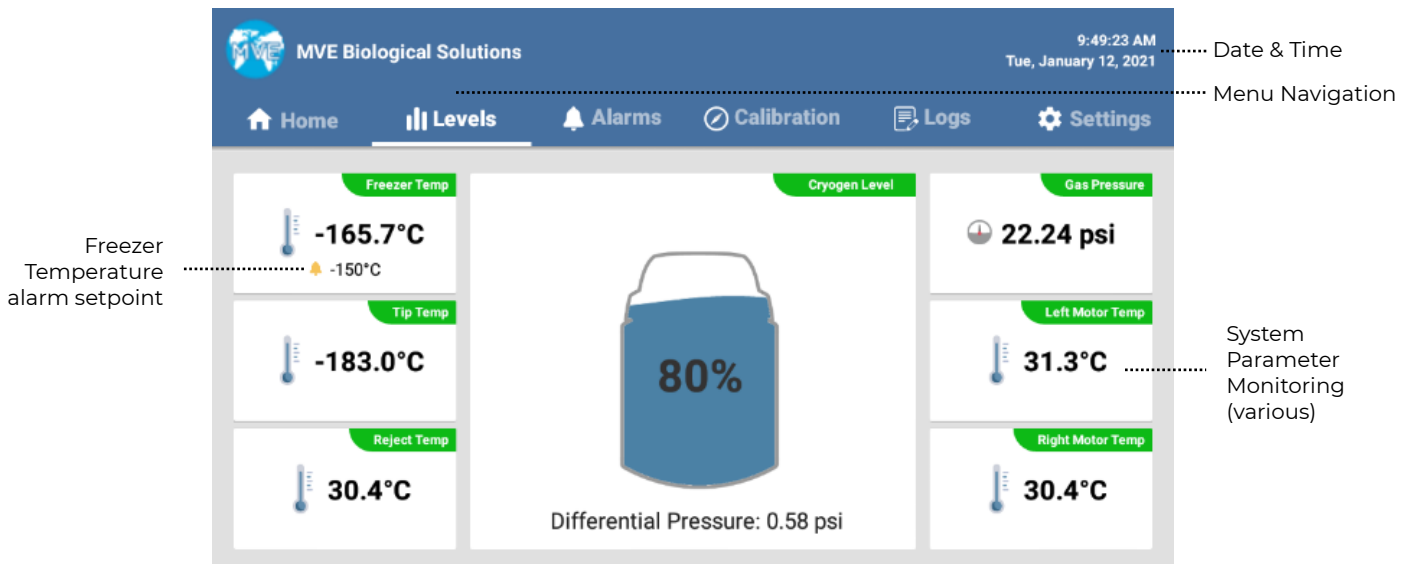 MVE
MVE Biological Solutions
9:49:23 AM
Tue, January 12, 2021
Date & Time
Menu Navigation
Home
Levels
Alarms
Calibration
Logs
Settings
Freezer Temp
-165.7°C
-150°C
Freezer
Temperature
alarm setpoint
Tip Temp
-183.0°C
Reject Temp
30.4°C
Cryogen Level
80%
Differential Pressure: 0.58 psi
Gas Pressure
22.24 psi
Left Motor Temp
31.3°C
Right Motor Temp
30.4°C
System
Parameter
Monitoring
(various)